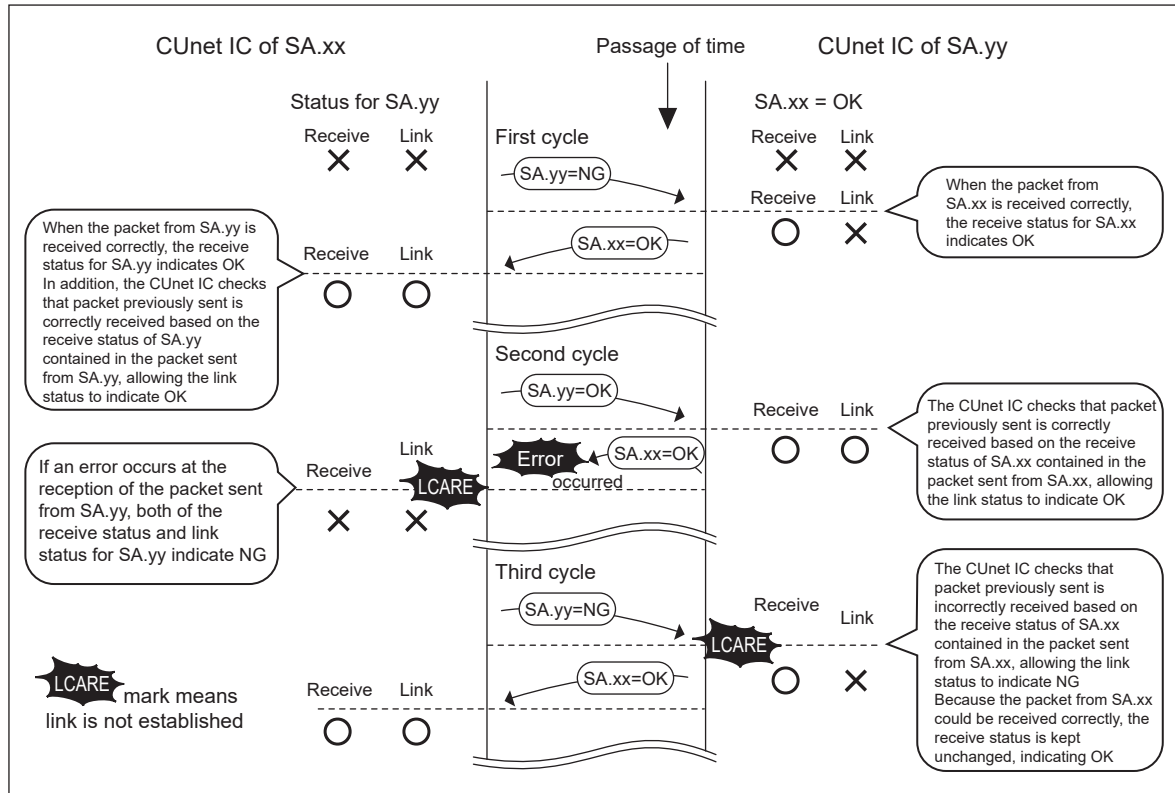 CUnet IC of SA.xx
Passage of time
CUnet IC of SA.yy
Status for SA.yy
SA.xx = OK
Receive Link
First cycle
Receive Link
SA.yy=NG
When the packet from
SA.xx is received correctly,
the receive status for SA.xx
indicates OK
Receive Link
When the packet from SA.yy is
received correctly, the receive
status for SA.yy indicates OK
In addition, the CUnet IC checks
that packet previously sent is
correctly received based on the
receive status of SA.yy
contained in the packet sent
from SA.yy, allowing the link
status to indicate OK
Receive Link
SA.xx=OK
Second cycle
SA.yy=OK
Receive Link
The CUnet IC checks that packet
previously sent is correctly
received based on the receive
status of SA.xx contained in the
packet sent from SA.xx, allowing
the link status to indicate OK
If an error occurs at the
reception of the packet sent
from SA.yy, both of the
receive status and link
status for SA.yy indicate NG
Receive Link
LCARE
Error
occurred
SA.xx=OK
Third cycle
SA.yy=NG
Receive Link
LCARE
The CUnet IC checks that
packet previously sent is
incorrectly received based on
the receive status of SA.xx
contained in the packet sent
from SA.xx, allowing the link
status to indicate NG
Because the packet from SA.xx
could be received correctly, the
receive status is kept
unchanged, indicating OK
LCARE mark means
link is not established
Receive Link
SA.xx=OK